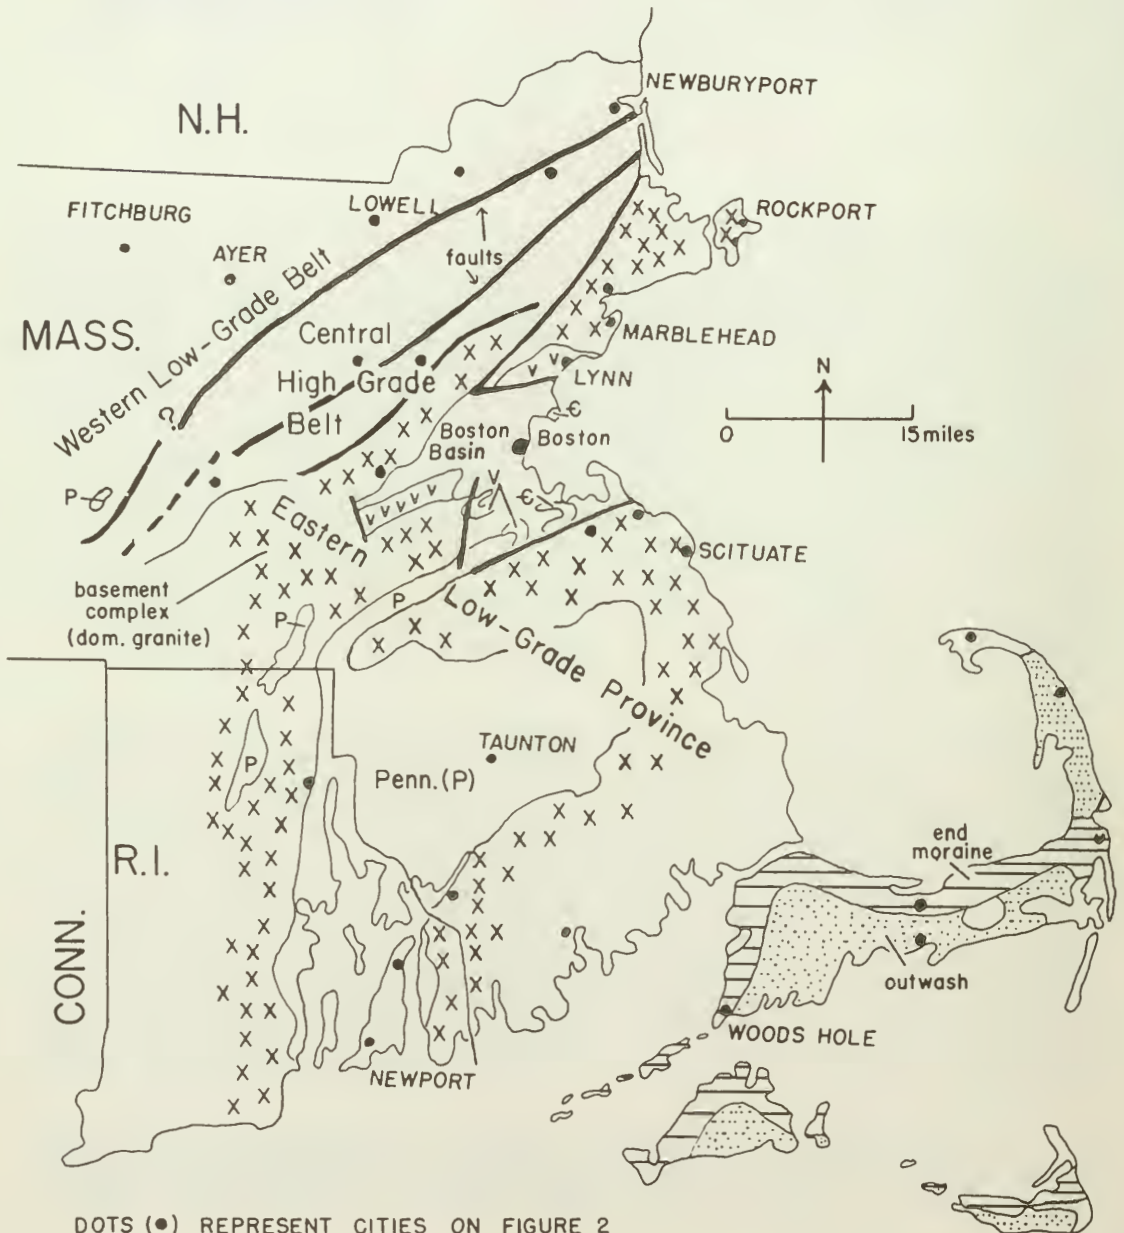 NEWBURYPORT
N.H.
FITCHBURG
LOWELL
ROCKPORT
AYER
faults
MASS.
Western Low-Grade Belt
Central
High Grade
Belt
MARBLEHEAD
V V
LYNN
N
0 15 miles
?
Є
Boston
Basin
Boston
P
V
V V V V V
Є
Eastern
SCITUATE
basement
complex
(dom. granite)
P
P
Low-Grade Province
TAUNTON
Penn. (P)
P
R.I.
CONN.
end
moraine
outwash
WOODS HOLE
NEWPORT
DOTS (●) REPRESENT CITIES ON FIGURE 2